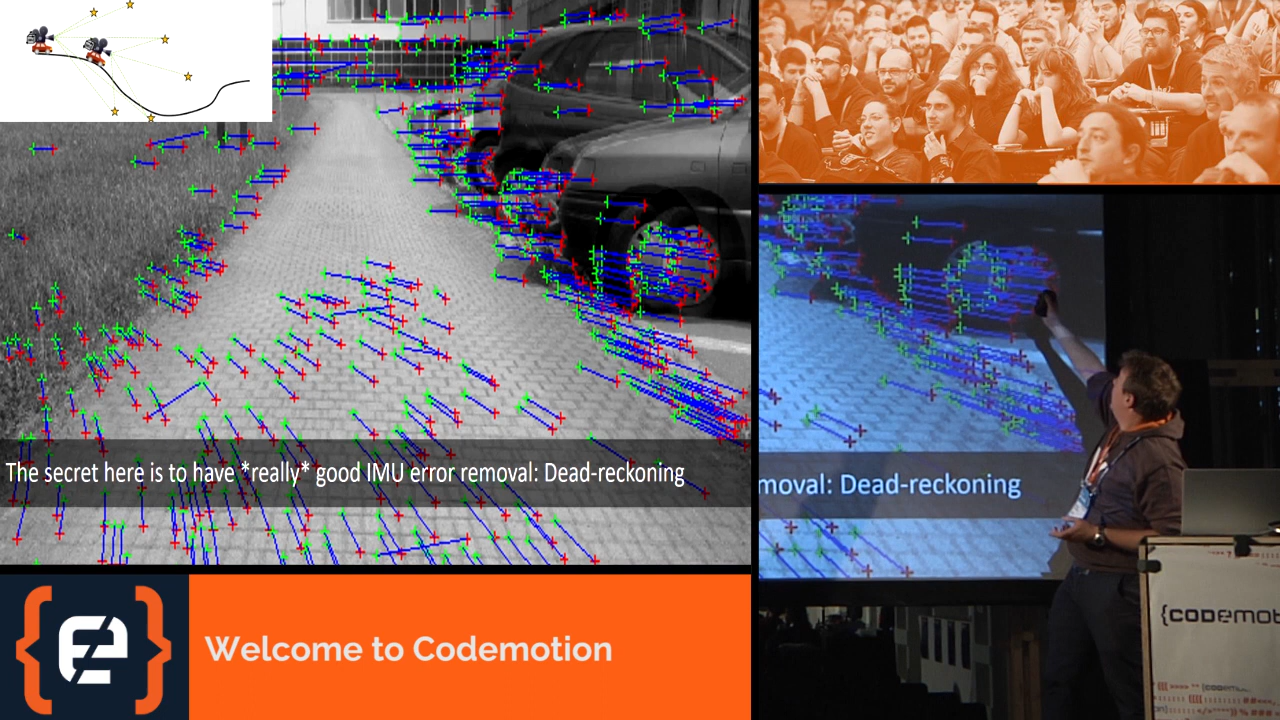 The secret here is to have *really* good IMU error removal: Dead-reckoning
moval: Dead-reckoning
Welcome to Codemotion
{CODEMOT